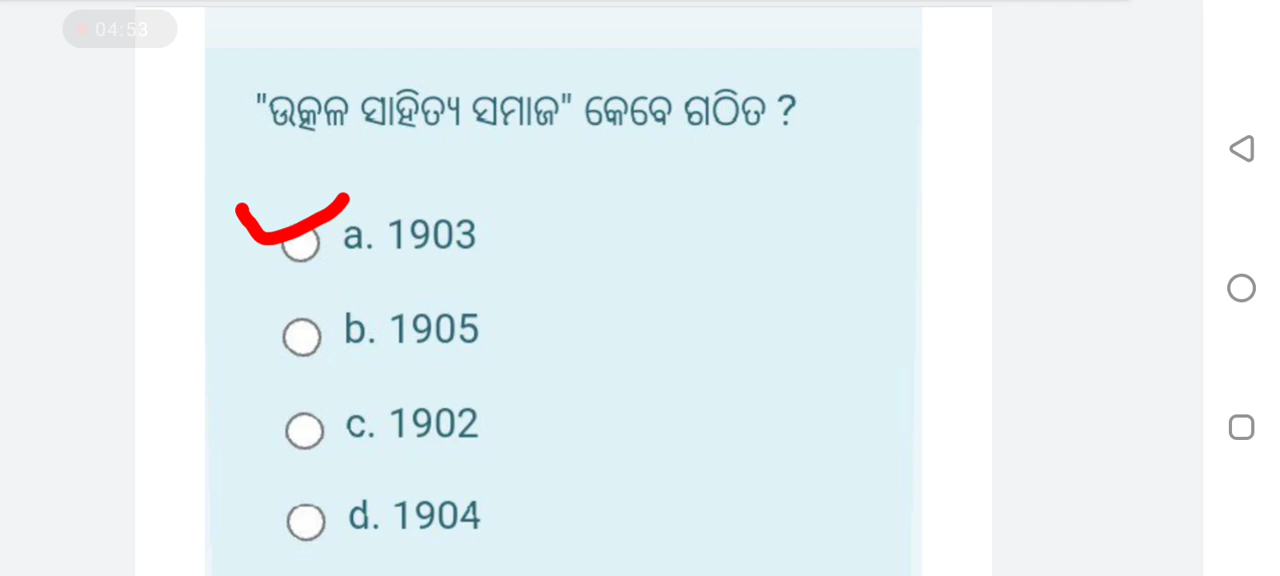 04:53
"ଉତ୍କଳ ସାହିତ୍ୟ ସମାଜ" କେବେ ଗଠିତ ?
a. 1903
b. 1905
c. 1902
d. 1904